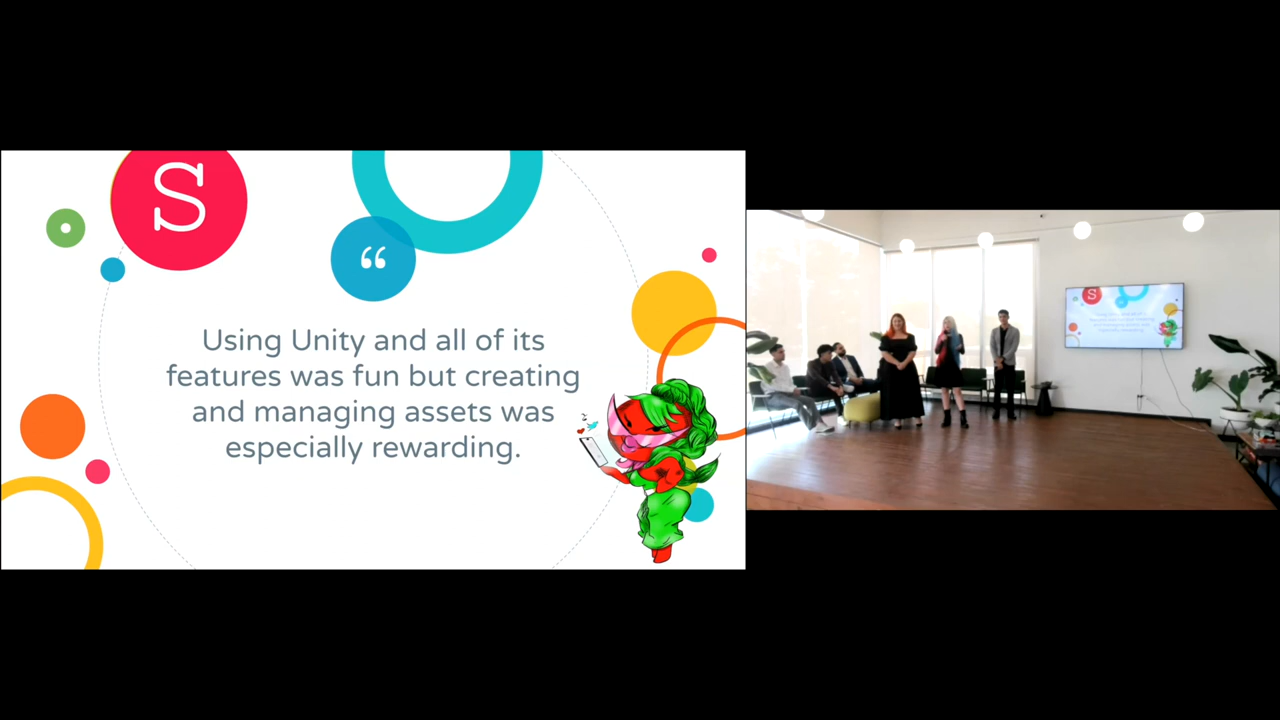 S
“
Using Unity and all of its
features was fun but creating
and managing assets was
especially rewarding.
S